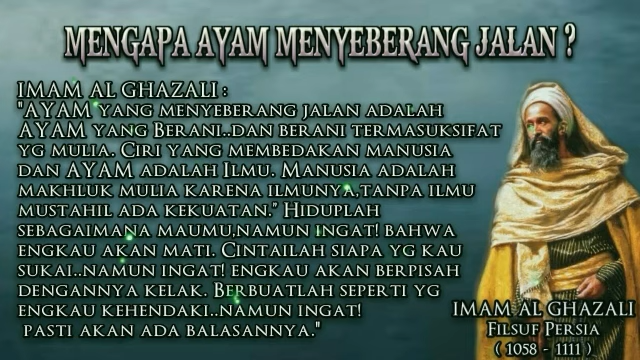 MENGAPA AYAM MENYEBERANG JALAN ?
IMAM AL GHAZALI :
"AYAM YANG MENYEBERANG JALAN ADALAH
AYAM YANG BERANI..DAN BERANI TERMASUKSIFAT
YG MULIA. CIRI YANG MEMBEDAKAN MANUSIA
DAN AYAM ADALAH ILMU. MANUSIA ADALAH
MAKHLUK MULIA KARENA ILMUNYA,TANPA ILMU
MUSTAHIL ADA KEKUATAN." HIDUPLAH
SEBAGAIMANA MAUMU,NAMUN INGAT! BAHWA
ENGKAU AKAN MATI. CINTAILAH SIAPA YG KAU
SUKAI..NAMUN INGAT! ENGKAU AKAN BERPISAH
DENGANNYA KELAK. BERBUATLAH SEPERTI YG
ENGKAU KEHENDAKI..NAMUN INGAT!
PASTI AKAN ADA BALASANNYA."
IMAM AL GHAZALI
FILSUF PERSIA
( 1058 - 1111 )